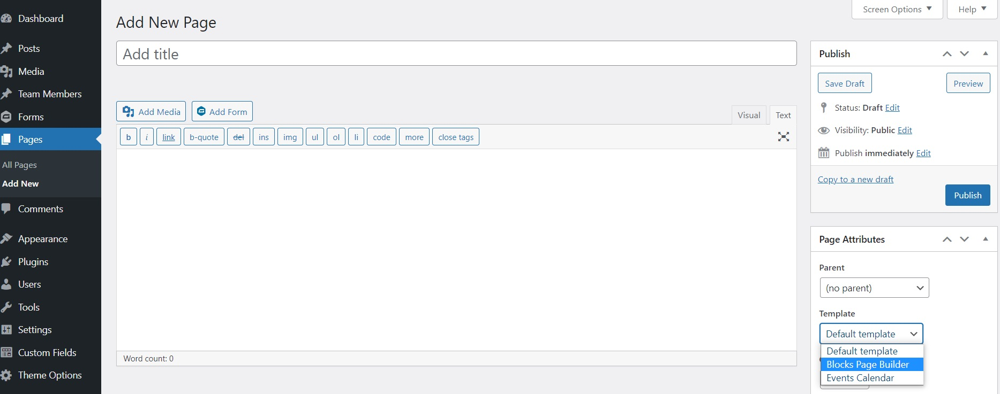 Dashboard
Posts
Media
Team Members
Forms
Pages
All Pages
Add New
Comments
Appearance
Plugins
Users
Tools
Settings
Custom Fields
Theme Options
Screen Options
Help
Add New Page
Add title
Add Media
Add Form
Visual
Text
b
i
link
b-quote
del
ins
img
ul
ol
li
code
more
close tags
Word count: 0
Publish
Save Draft
Preview
Status: Draft Edit
Visibility: Public Edit
Publish immediately Edit
Copy to a new draft
Publish
Page Attributes
Parent
(no parent)
Template
Default template
Default template
Blocks Page Builder
Events Calendar